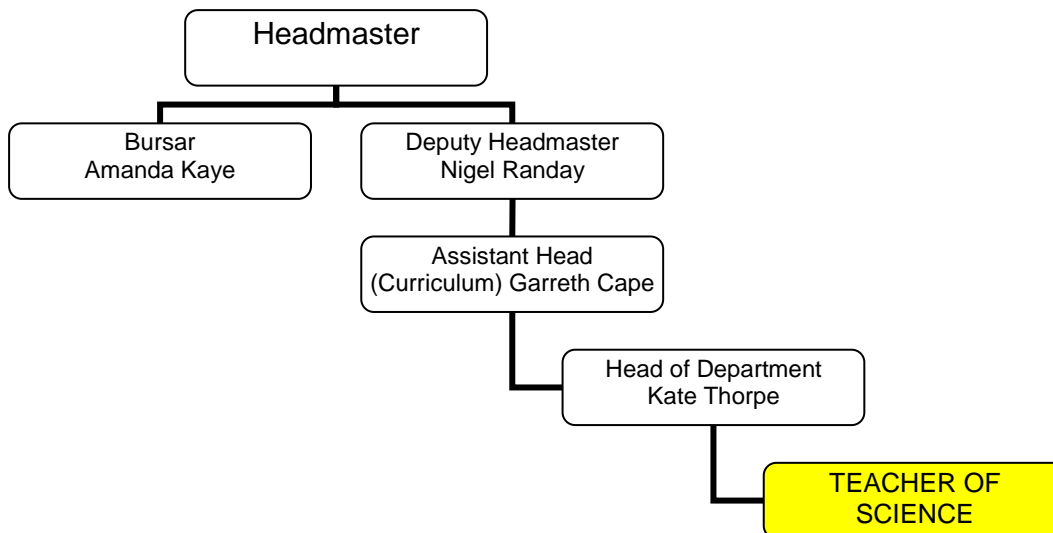 Headmaster
Bursar
Amanda Kaye
Deputy Headmaster
Nigel Randay
Assistant Head
(Curriculum) Garreth Cape
Head of Department
Kate Thorpe
TEACHER OF
SCIENCE